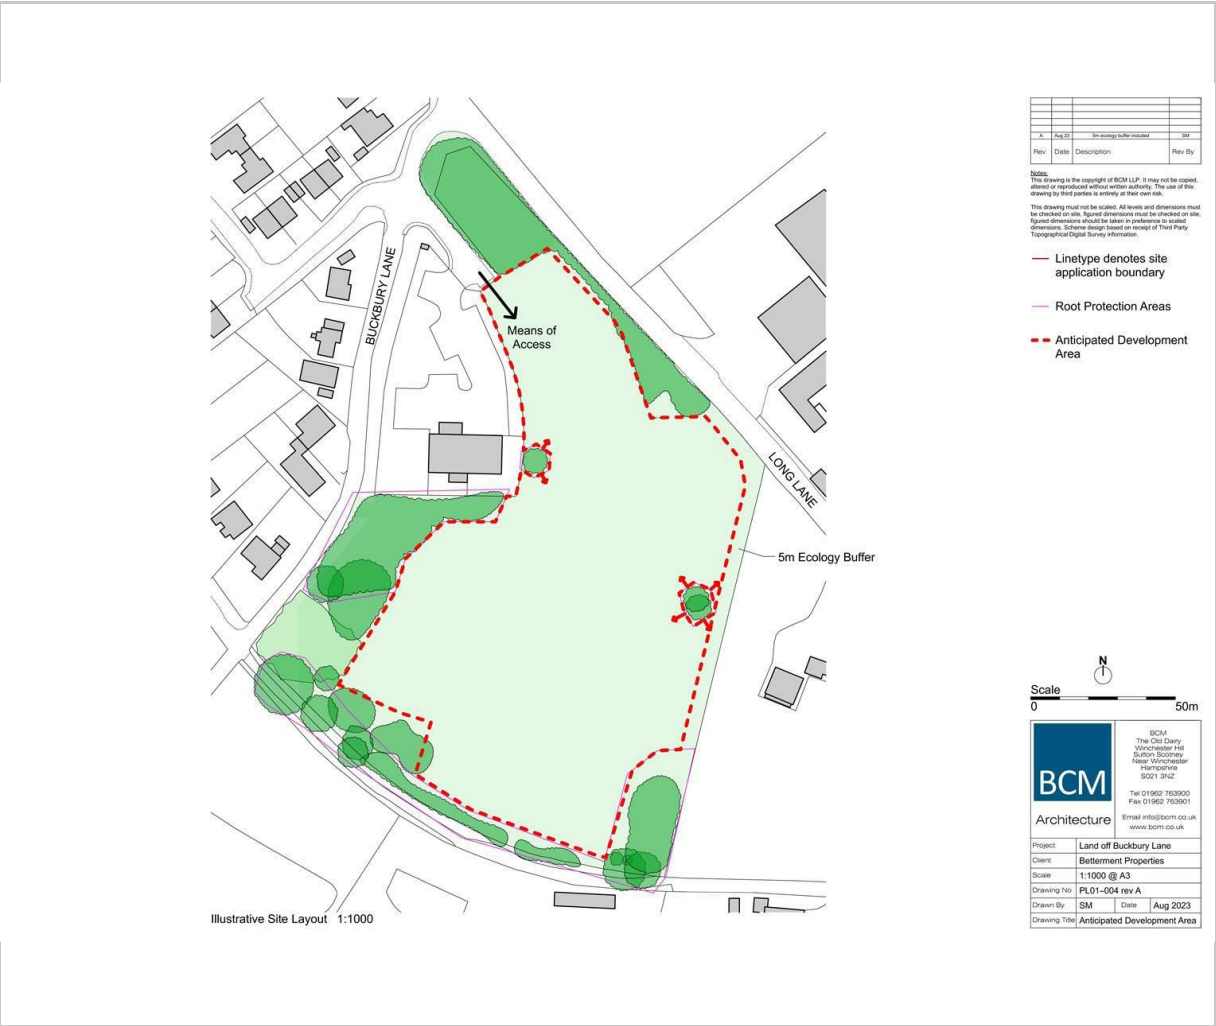 A Aug 23 5m ecology buffer included SM
Rev Date Description Rev By
Notes:
This drawing is the copyright of BCM LLP. It may not be copied,
altered or reproduced without written authority. The use of this
drawing by third parties is entirely at their own risk.
This drawing must not be scaled. All levels and dimensions must
be checked on site, figured dimensions must be checked on site,
figured dimensions should be taken in preference to scaled
dimensions. Scheme design based on receipt of Third Party
Topographical Digital Survey information.
Linetype denotes site
application boundary
Root Protection Areas
Anticipated Development
Area
BUCKBURY LANE
Means of
Access
LONG LANE
5m Ecology Buffer
N
Scale
0 50m
BCM
Architecture
BCM
The Old Dairy
Winchester Hill
Sutton Scotney
Near Winchester
Hampshire
SO21 3NZ
Tel 01962 763900
Fax 01962 763901
Email info@bcm.co.uk
www.bcm.co.uk
Project Land off Buckbury Lane
Client Betterment Properties
Scale 1:1000 @ A3
Drawing No PL01-004 rev A
Drawn By SM Date Aug 2023
Drawing Title Anticipated Development Area
Illustrative Site Layout 1:1000